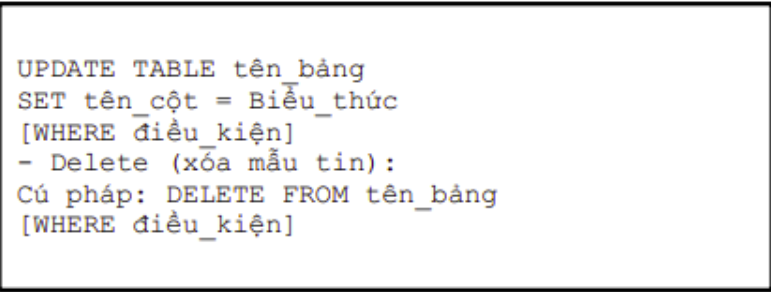 UPDATE TABLE tên_bảng
SET tên_cột = Biểu_thức
[WHERE điều_kiện]
- Delete (xóa mẫu tin):
Cú pháp: DELETE FROM tên_bảng
[WHERE điều_kiện]